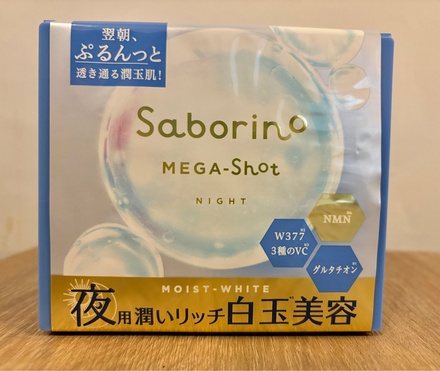 翌朝、
ぷるんっと
透き通る潤玉肌!
Saborino
MEGA-Shot
NIGHT
NMN
W377
3種のVC
グルタチオン
MOIST-WHITE
夜用潤いリッチ白玉美容